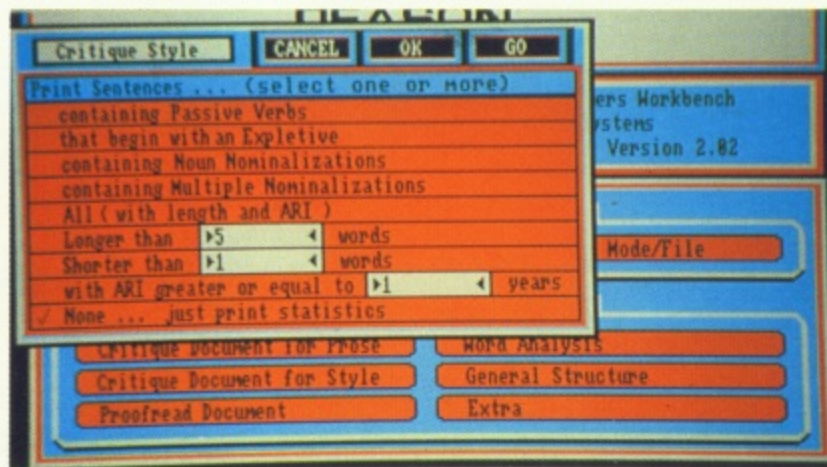 HEXCON
Critique Style
CANCEL
OK
GO
Print Sentences ... (select one or more)
containing Passive Verbs
that begin with an Expletive
containing Noun Nominalizations
containing Multiple Nominalizations
All ( with length and ARI )
Longer than 5 words
Shorter than 1 words
with ARI greater or equal to 1 years
✓ None ... just print statistics
ers Workbench
ystems
Version 2.02
Mode/File
Critique Document for Prose
Word Analysis
Critique Document for Style
General Structure
Proofread Document
Extra